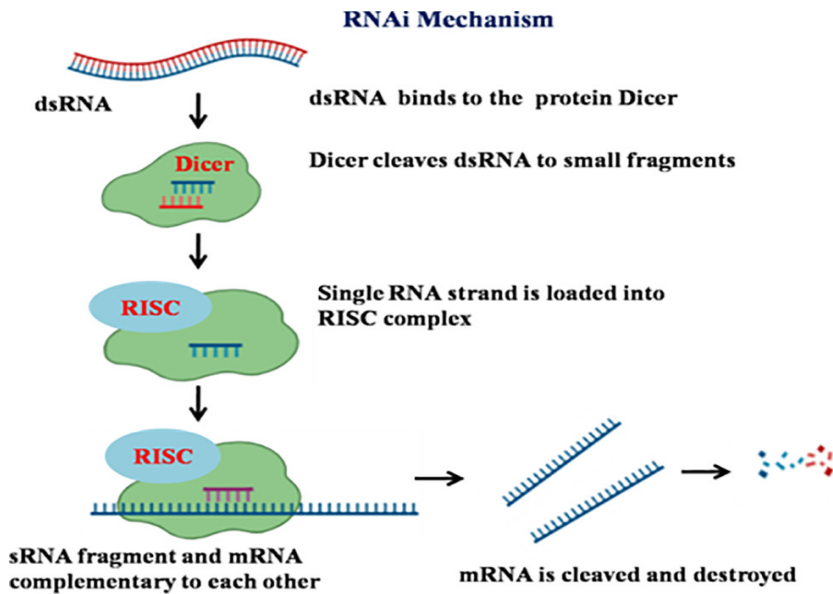 RNAi Mechanism
dsRNA
dsRNA binds to the protein Dicer
Dicer
Dicer cleaves dsRNA to small fragments
RISC
Single RNA strand is loaded into
RISC complex
RISC
sRNA fragment and mRNA
complementary to each other
mRNA is cleaved and destroyed